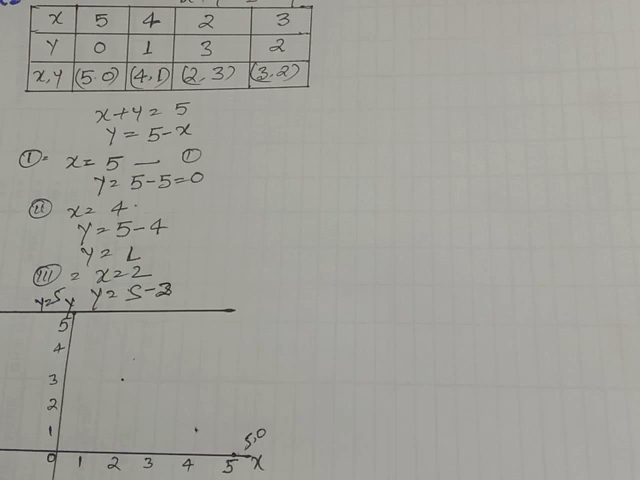 X 5 4 2 3
Y 0 1 3 2
X,Y (5,0) (4,1) (2,3) (3,2)
x+y=5
y=5-x
(I)= x=5 — (I)
y=5-5=0
(II) x=4.
y=5-4
y=1
(III) = x=2
y=5 y y=5-2
5
4
3
2
1 5,0
0 1 2 3 4 5 x